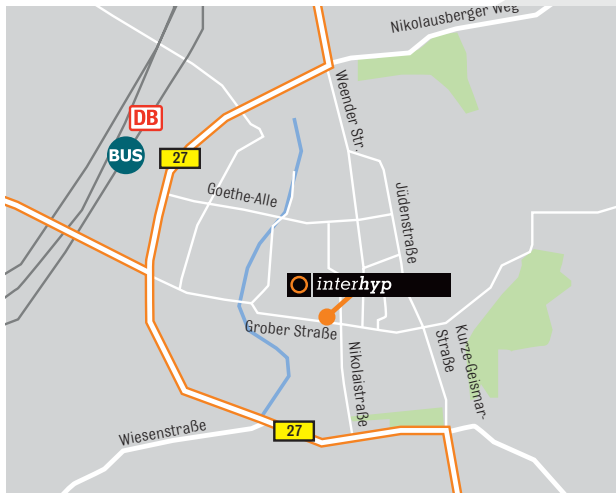 Nikolausberger Weg
DB
BUS
27
Weender Str.
Goethe-Alle
Jüdenstraße
interhyp
Grober Straße
Nikolaistraße
Kurze-Geismar-
Straße
Wiesenstraße
27